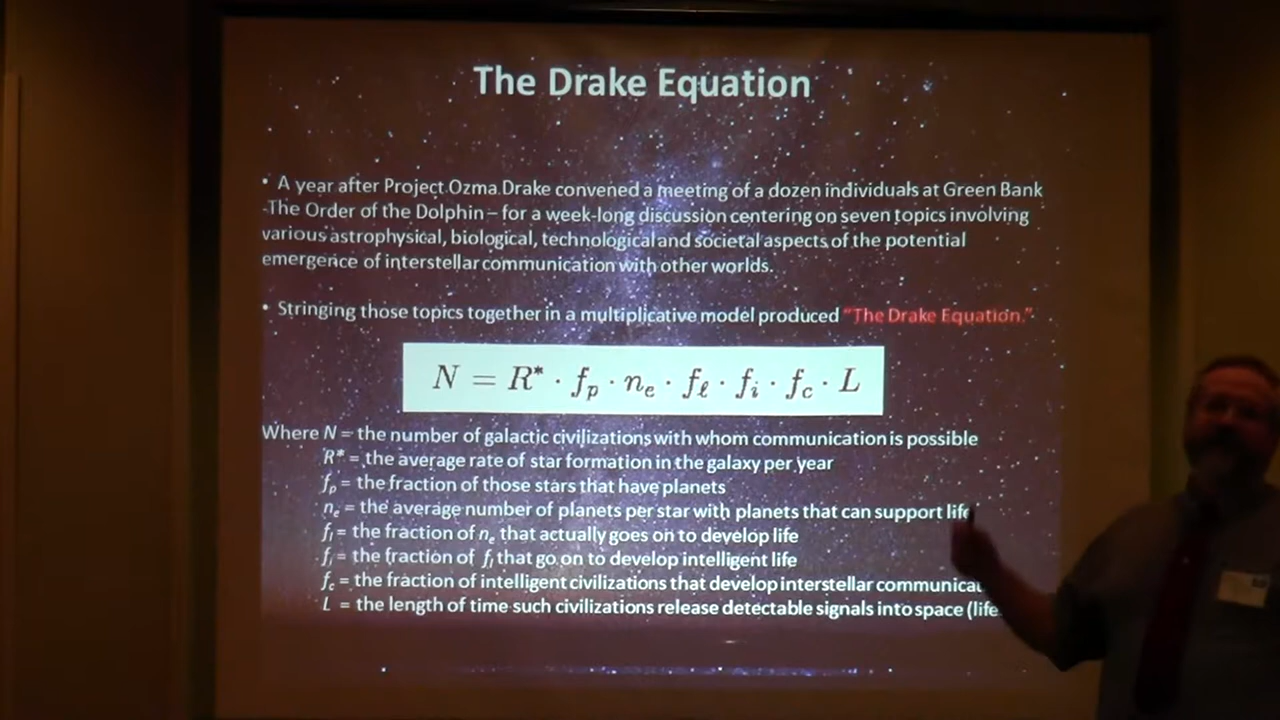 The Drake Equation
• A year after Project Ozma Drake convened a meeting of a dozen individuals at Green Bank
-The Order of the Dolphin – for a week-long discussion centering on seven topics involving
various astrophysical, biological, technological and societal aspects of the potential
emergence of interstellar communication with other worlds.
• Stringing those topics together in a multiplicative model produced “The Drake Equation.”
N = R* · fₚ · nₑ · f_ℓ · fᵢ · f_c · L
Where N = the number of galactic civilizations with whom communication is possible
R* = the average rate of star formation in the galaxy per year
fₚ = the fraction of those stars that have planets
nₑ = the average number of planets per star with planets that can support life
fₗ = the fraction of nₑ that actually goes on to develop life
fᵢ = the fraction of fₗ that go on to develop intelligent life
f_c = the fraction of intelligent civilizations that develop interstellar
L = the length of time such civilizations release detectable signals into space (life